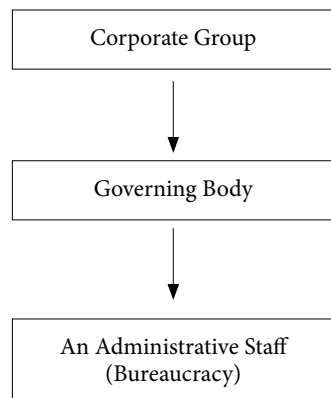 Corporate Group
Governing Body
An Administrative Staff
(Bureaucracy)